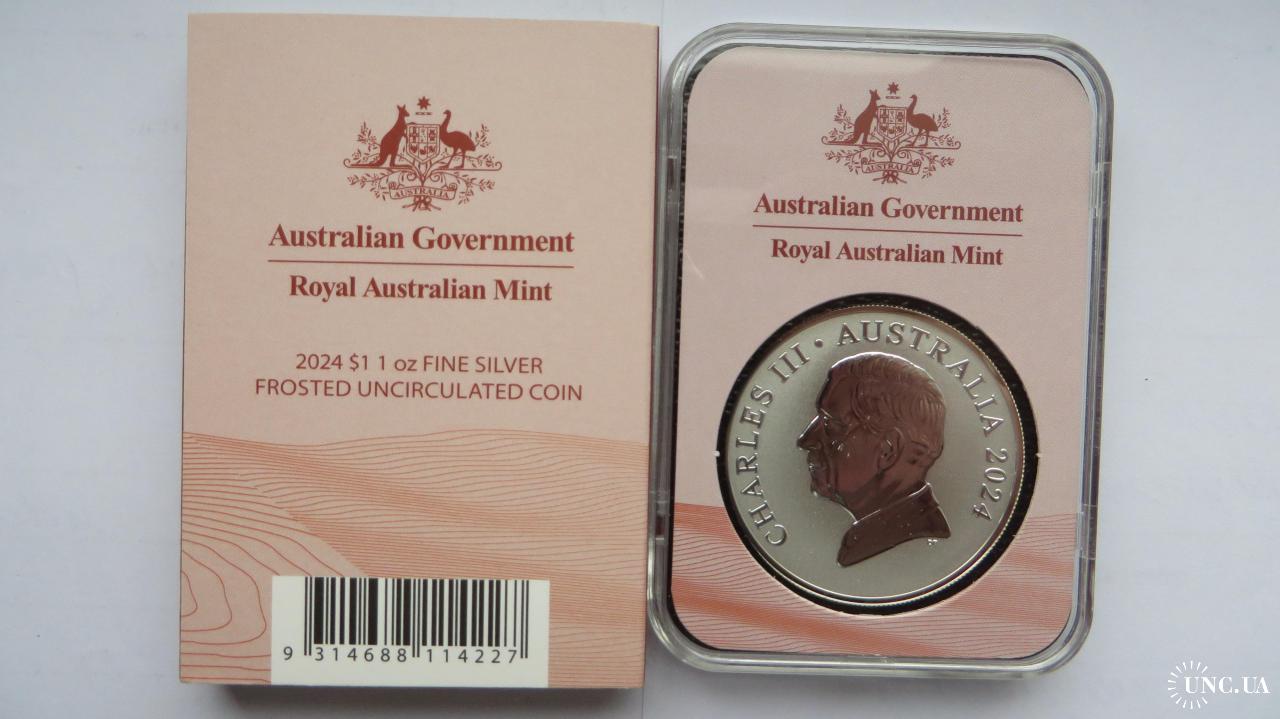 AUSTRALIA
Australian Government
Royal Australian Mint
2024 $1 1 oz FINE SILVER
FROSTED UNCIRCULATED COIN
9 314688 114227
AUSTRALIA
Australian Government
Royal Australian Mint
CHARLES III • AUSTRALIA 2024
UNC.UA